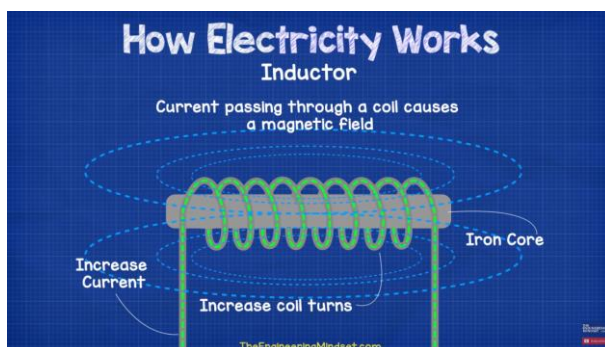 How Electricity Works
Inductor
Current passing through a coil causes
a magnetic field
Iron Core
Increase
Current
Increase coil turns
TheEngineeringMindset.com